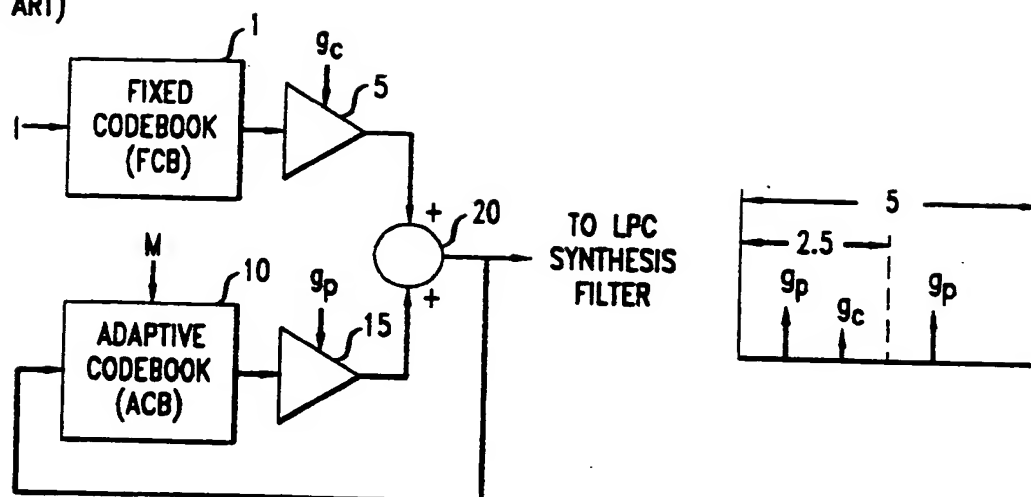 ART)
1
g_c
5
FIXED
CODEBOOK
(FCB)
I
+
20
TO LPC
SYNTHESIS
FILTER
+
M
10
g_p
15
ADAPTIVE
CODEBOOK
(ACB)
5
2.5
g_p
g_c
g_p